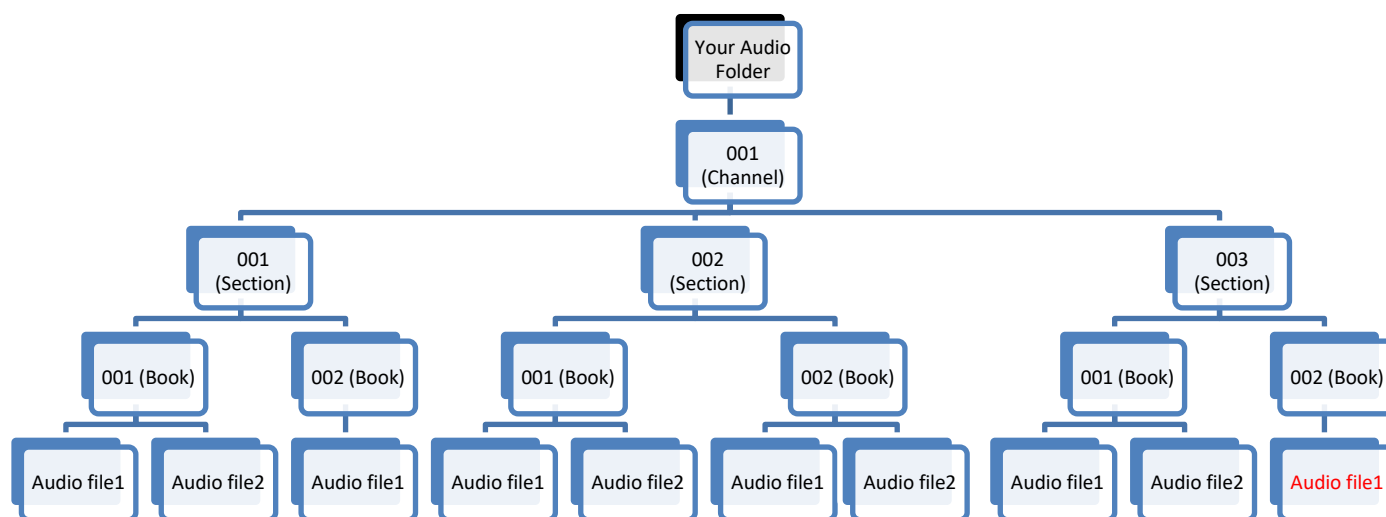 Your Audio
Folder
001
(Channel)
001
(Section)
002
(Section)
003
(Section)
001 (Book)
002 (Book)
001 (Book)
002 (Book)
001 (Book)
002 (Book)
Audio file1
Audio file2
Audio file1
Audio file1
Audio file2
Audio file1
Audio file2
Audio file1
Audio file2
Audio file1